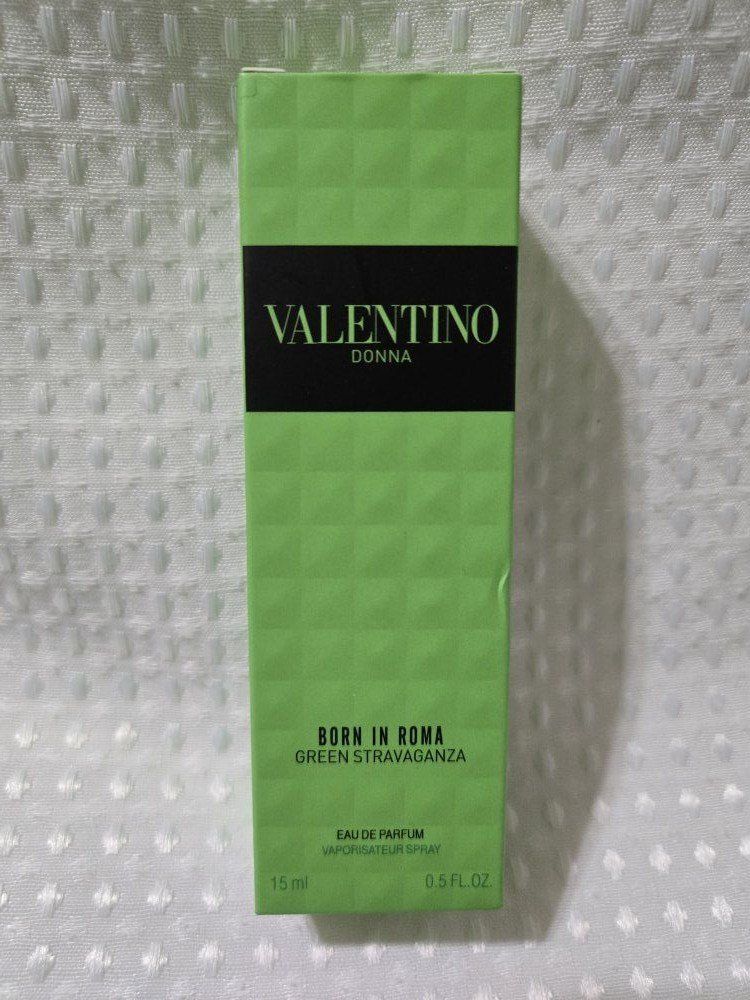 VALENTINO
DONNA
BORN IN ROMA
GREEN STRAVAGANZA
EAU DE PARFUM
VAPORISATEUR SPRAY
15 ml 0.5 FL.OZ.